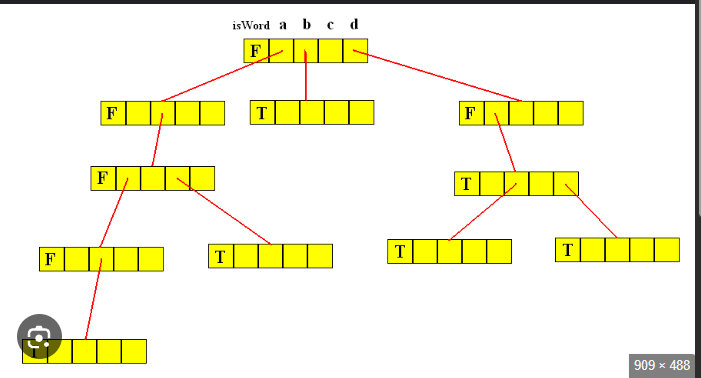 isWord a b c d
F
F T F
F T
F T T T
909 × 488